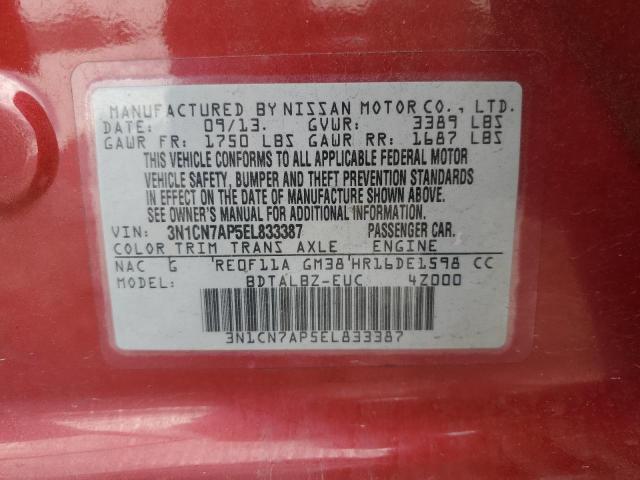 MANUFACTURED BY NISSAN MOTOR CO., LTD.
DATE: 09/13. GVWR: 3389 LBS
GAWR FR: 1750 LBS GAWR RR: 1687 LBS
THIS VEHICLE CONFORMS TO ALL APPLICABLE FEDERAL MOTOR
VEHICLE SAFETY, BUMPER AND THEFT PREVENTION STANDARDS
IN EFFECT ON THE DATE OF MANUFACTURE SHOWN ABOVE.
SEE OWNER'S MANUAL FOR ADDITIONAL INFORMATION.
VIN: 3N1CN7AP5EL833387 PASSENGER CAR.
COLOR TRIM TRANS AXLE ENGINE
NAC G RE0F11A GM38 HR16DE1598 CC
MODEL: BDTALBZ-EUC 4Z000
3N1CN7AP5EL833387